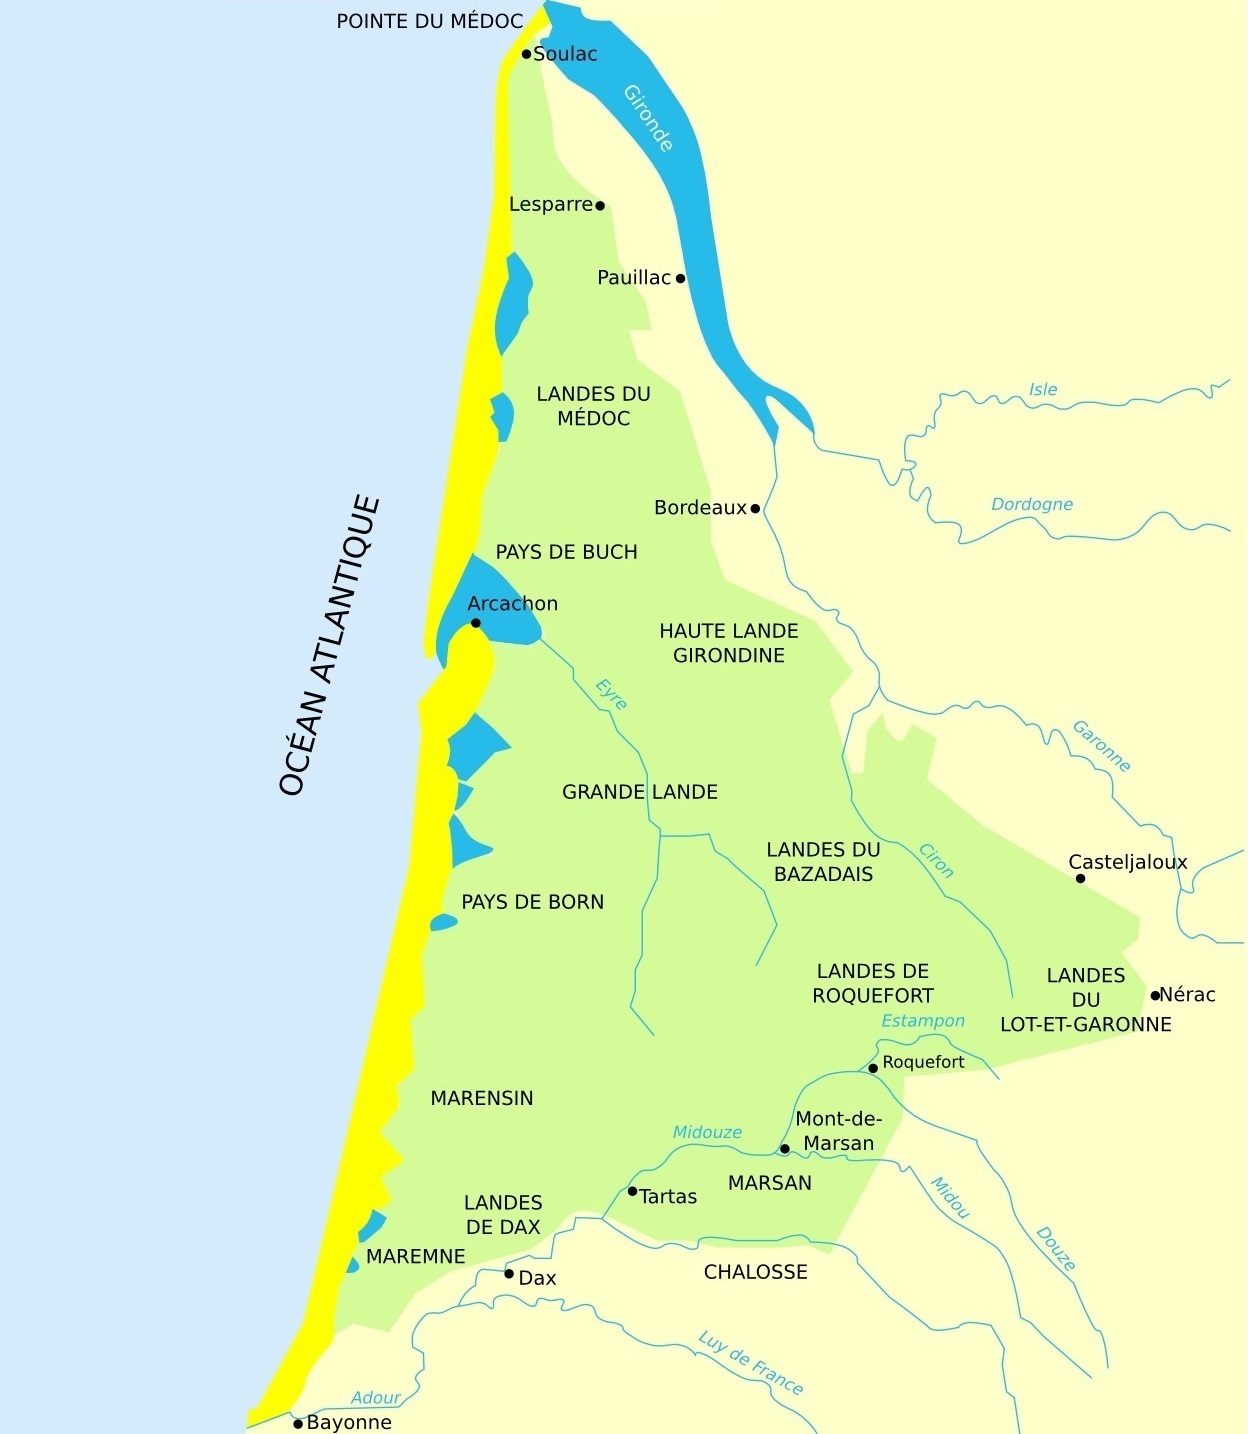 POINTE DU MÉDOC
Soulac
Gironde
Lesparre
Pauillac
Isle
LANDES DU
MÉDOC
Dordogne
Bordeaux
OCÉAN ATLANTIQUE
PAYS DE BUCH
Arcachon
HAUTE LANDE
GIRONDINE
Eyre
Garonne
GRANDE LANDE
LANDES DU
BAZADAIS
Ciron
Casteljaloux
PAYS DE BORN
LANDES DE
ROQUEFORT
LANDES
DU
LOT-ET-GARONNE
Nérac
Estampon
Roquefort
MARENSIN
Mont-de-
Marsan
Midouze
MARSAN
Tartas
Midou
LANDES
DE DAX
Douze
MAREMNE
Dax
CHALOSSE
Luy de France
Adour
Bayonne